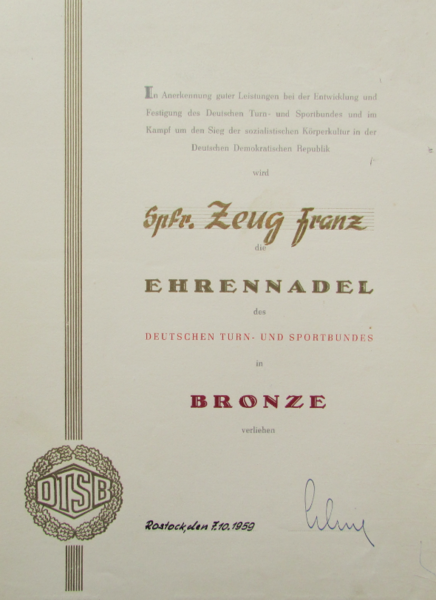 In Anerkennung guter Leistungen bei der Entwicklung und
Festigung des Deutschen Turn- und Sportbundes und im
Kampf um den Sieg der sozialistischen Körperkultur in der
Deutschen Demokratischen Republik
wird
Spfr. Zeug Franz
die
EHRENNADEL
des
DEUTSCHEN TURN- UND SPORTBUNDES
in
BRONZE
verliehen
DTSB
Rostock, den 7.10.1959